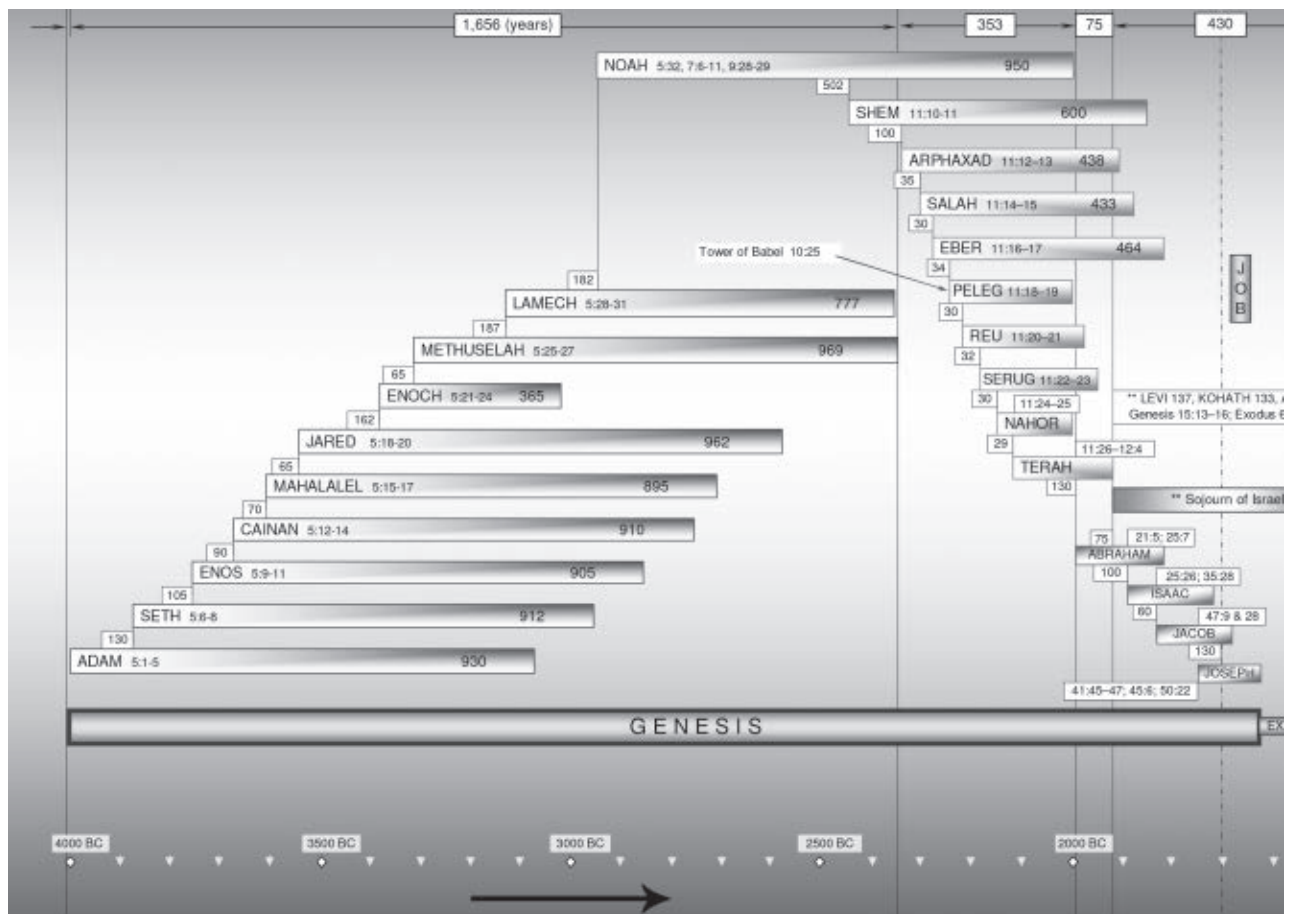 1,656 (years) 353 75 430
NOAH 5:32, 7:6-11, 9:28-29 950
502
SHEM 11:10-11 600
100
ARPHAXAD 11:12–13 438
35
SALAH 11:14–15 433
30
EBER 11:16–17 464
Tower of Babel 10:25
34
182
PELEG 11:18–19
JOB
LAMECH 5:28-31 777
30
187
REU 11:20–21
METHUSELAH 5:25-27 969
32
65
SERUG 11:22–23
ENOCH 5:21-24 365
30
11:24–25
** LEVI 137, KOHATH 133,
Genesis 15:13–16; Exodus
162
NAHOR
JARED 5:18-20 962
29
11:26–12:4
65
TERAH
MAHALALEL 5:15-17 895
130
** Sojourn of Israel
70
CAINAN 5:12-14 910
75
21:5; 25:7
90
ABRAHAM
ENOS 5:9-11 905
100
25:26; 35:28
105
ISAAC
SETH 5:6-8 912
60
47:9 & 28
130
JACOB
ADAM 5:1-5 930
130
JOSEPH
41:45–47; 45:6; 50:22
GENESIS
EX
4000 BC 3500 BC 3000 BC 2500 BC 2000 BC